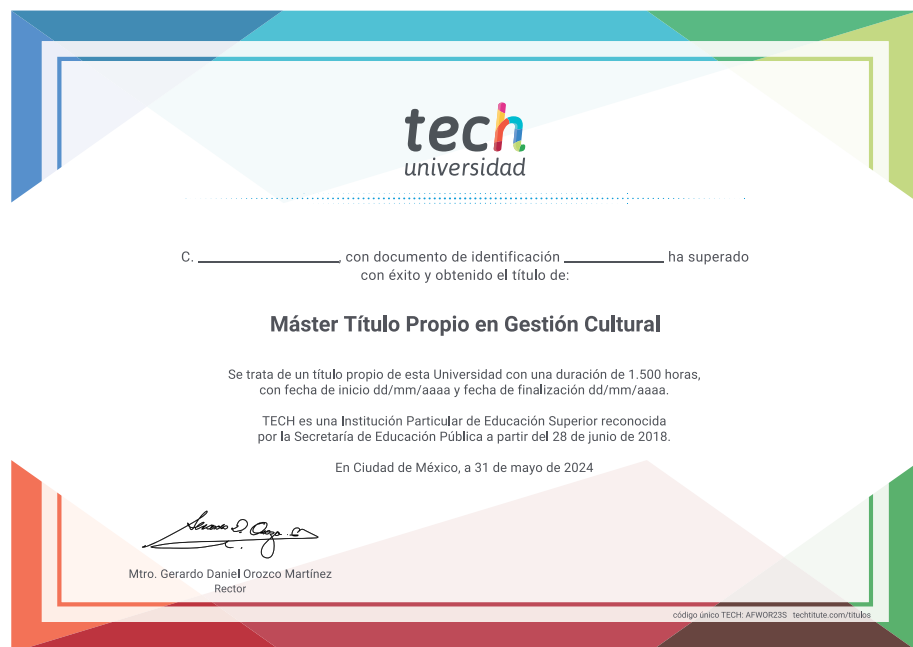 tech
universidad
C. ____________, con documento de identificación ____________ ha superado
con éxito y obtenido el título de:
Máster Título Propio en Gestión Cultural
Se trata de un título propio de esta Universidad con una duración de 1.500 horas,
con fecha de inicio dd/mm/aaaa y fecha de finalización dd/mm/aaaa.
TECH es una Institución Particular de Educación Superior reconocida
por la Secretaría de Educación Pública a partir del 28 de junio de 2018.
En Ciudad de México, a 31 de mayo de 2024
Mtro. Gerardo Daniel Orozco Martínez
Rector
código único TECH: AFWOR23S techtitute.com/titulos